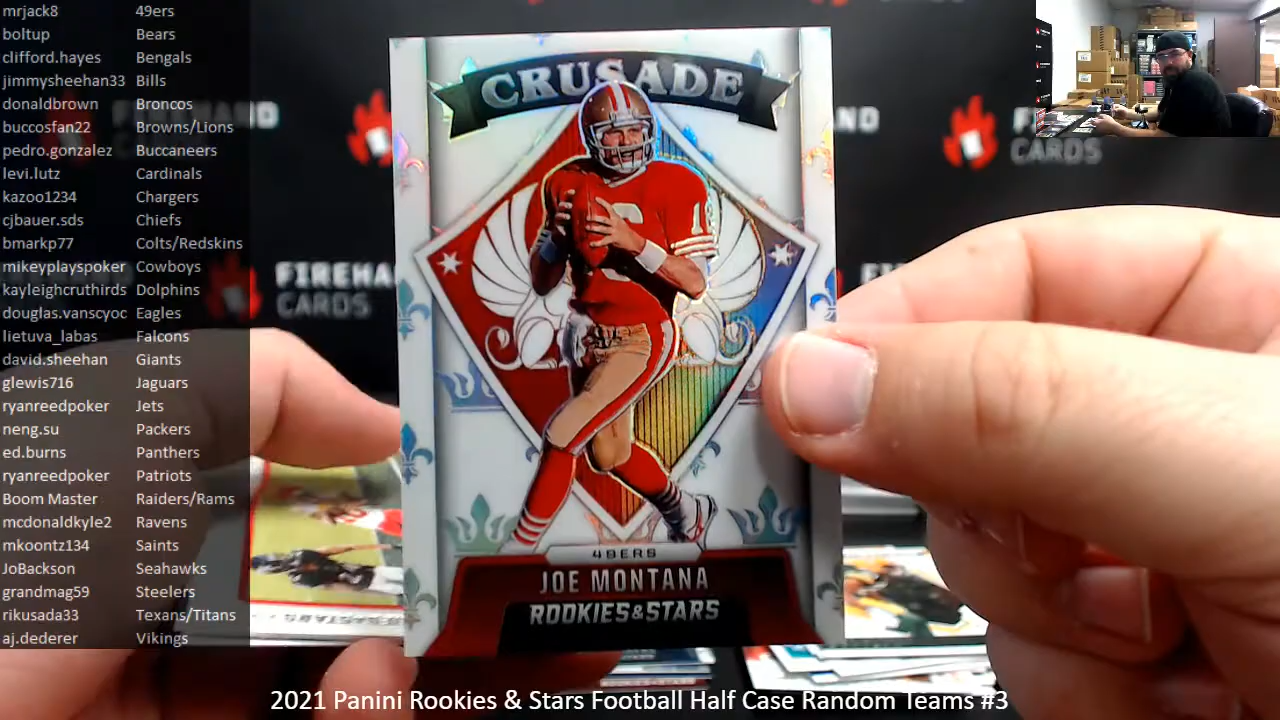 mrjack8 49ers
boltup Bears
clifford.hayes Bengals
jimmysheehan33 Bills
donaldbrown Broncos
buccosfan22 Browns/Lions
pedro.gonzalez Buccaneers
levi.lutz Cardinals
kazoo1234 Chargers
cjbauer.sds Chiefs
bmarkp77 Colts/Redskins
mikeyplayspoker Cowboys
kayleighcruthirds Dolphins
douglas.vanscyoc Eagles
lietuva_labas Falcons
david.sheehan Giants
glewis716 Jaguars
ryanreedpoker Jets
neng.su Packers
ed.burns Panthers
ryanreedpoker Patriots
Boom Master Raiders/Rams
mcdonaldkyle2 Ravens
mkoontz134 Saints
JoBackson Seahawks
grandmag59 Steelers
rikusada33 Texans/Titans
aj.dederer Vikings
FIREHAND
CARDS
CARDS
CRUSADE
49ERS
JOE MONTANA
ROOKIES&STARS
2021 Panini Rookies & Stars Football Half Case Random Teams #3